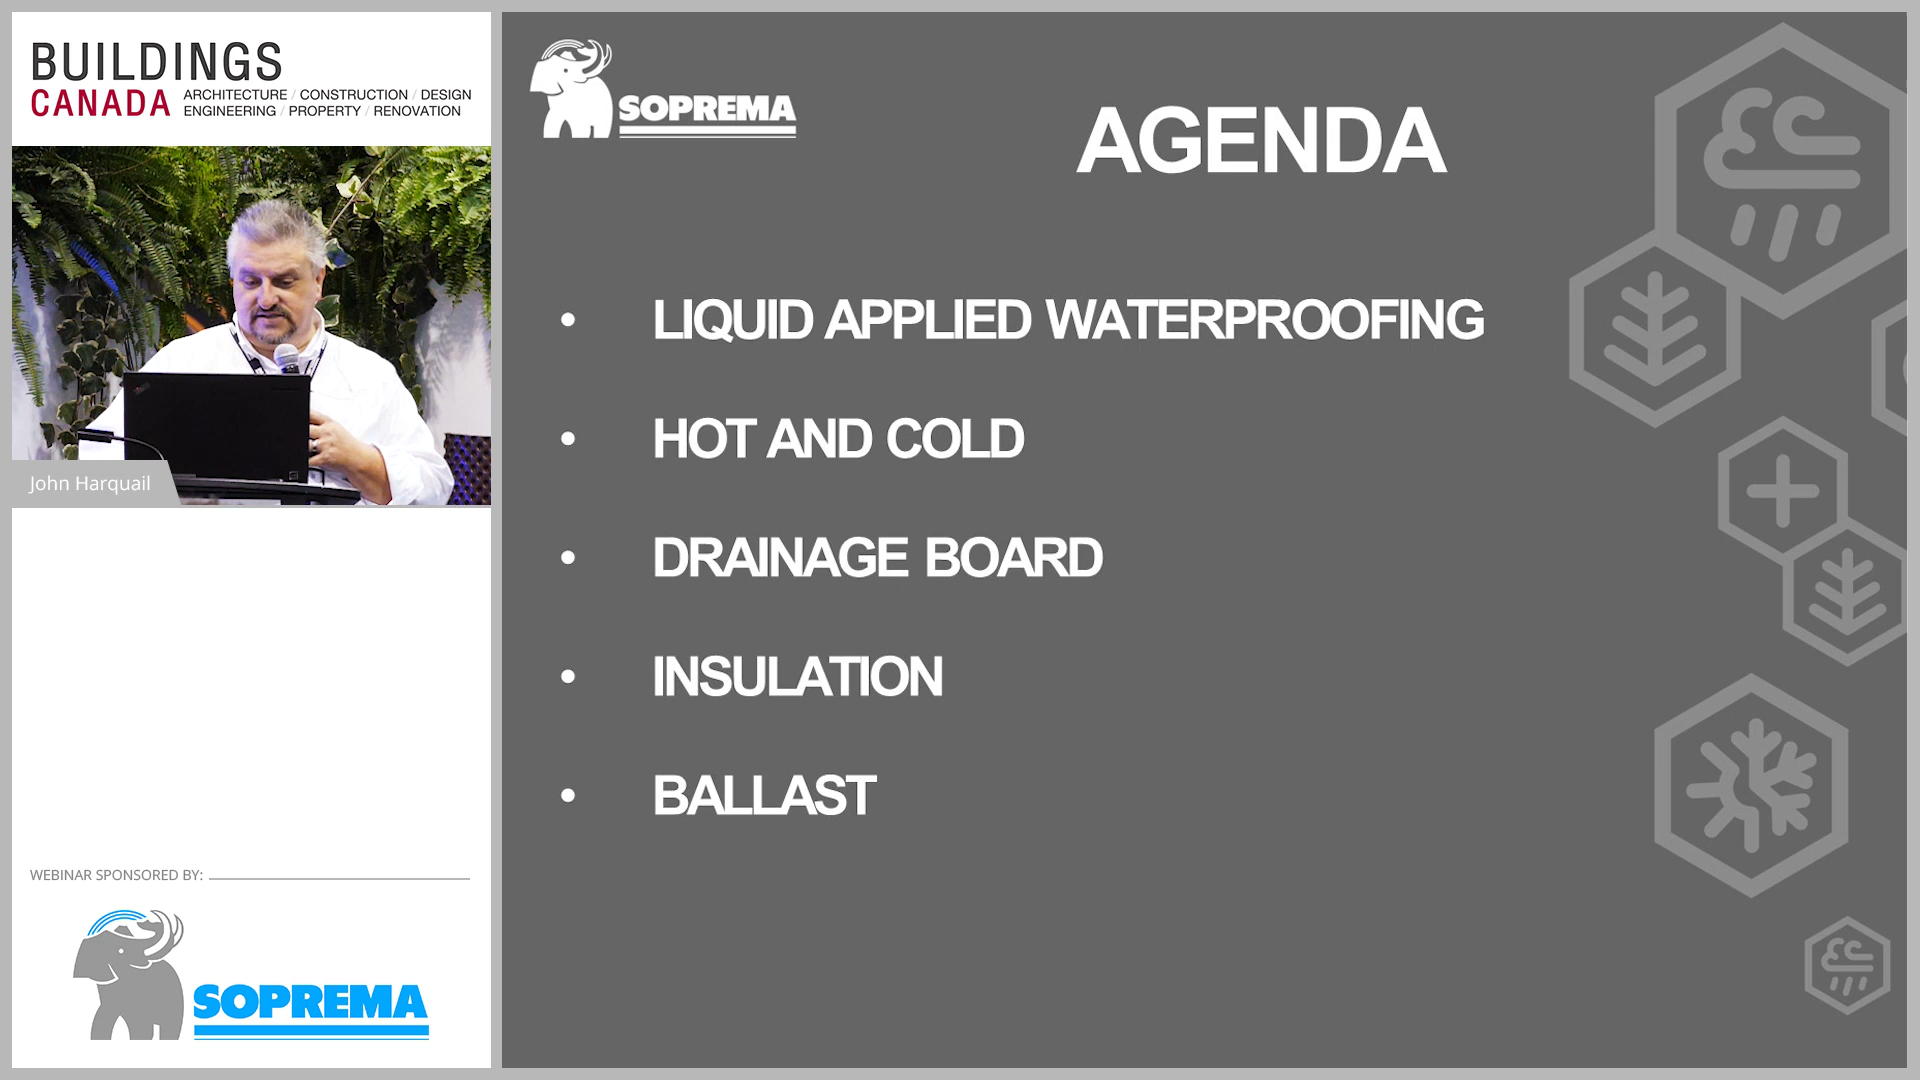 BUILDINGS
CANADA
ARCHITECTURE / CONSTRUCTION / DESIGN
ENGINEERING / PROPERTY / RENOVATION
John Harquail
WEBINAR SPONSORED BY:
SOPREMA
SOPREMA
AGENDA
• LIQUID APPLIED WATERPROOFING
• HOT AND COLD
• DRAINAGE BOARD
• INSULATION
• BALLAST